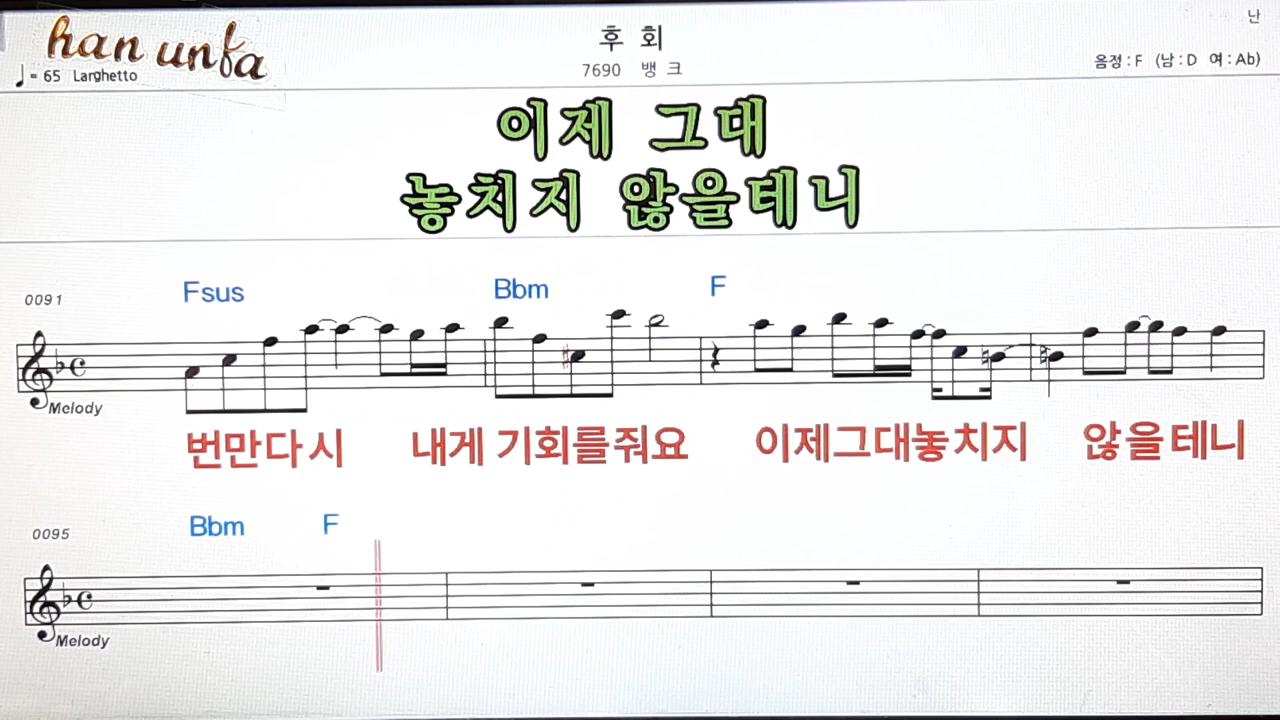 난
han unfa
후 회
♩= 65 Larghetto
7690 뱅 크
음정 : F (남 : D 여 : Ab)
이제 그대
놓치지 않을테니
0091 Fsus Bbm F
Melody
번만다시 내게 기회를줘요 이제그대놓치지 않을테니
0095 Bbm F
Melody